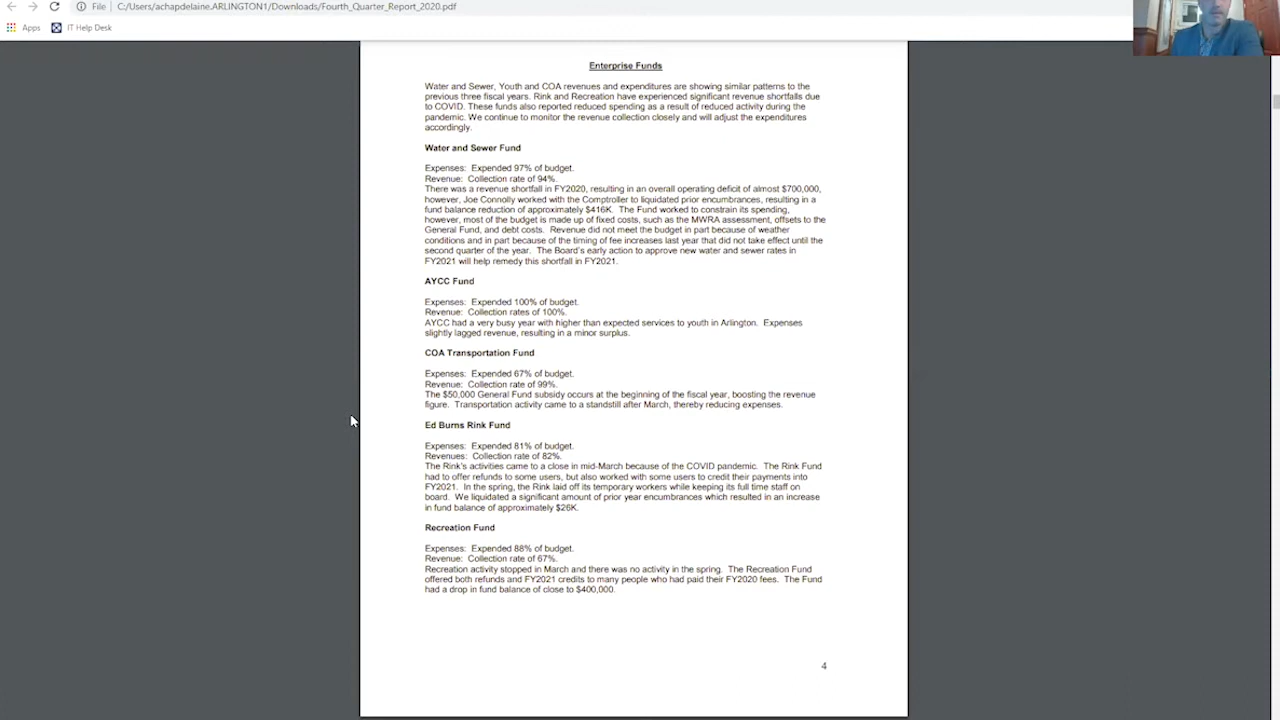 File
C:/Users/achapdelaine.ARLINGTON1/Downloads/Fourth_Quarter_Report_2020.pdf
Apps
IT Help Desk
Enterprise Funds
Water and Sewer, Youth and COA revenues and expenditures are showing similar patterns to the
previous three fiscal years. Rink and Recreation have experienced significant revenue shortfalls due
to COVID. These funds also reported reduced spending as a result of reduced activity during the
pandemic. We continue to monitor the revenue collection closely and will adjust the expenditures
accordingly.
Water and Sewer Fund
Expenses: Expended 97% of budget.
Revenue: Collection rate of 94%.
There was a revenue shortfall in FY2020, resulting in an overall operating deficit of almost $700,000,
however, Joe Connolly worked with the Comptroller to liquidated prior encumbrances, resulting in a
fund balance reduction of approximately $416K. The Fund worked to constrain its spending,
however, most of the budget is made up of fixed costs, such as the MWRA assessment, offsets to the
General Fund, and debt costs. Revenue did not meet the budget in part because of weather
conditions and in part because of the timing of fee increases last year that did not take effect until the
second quarter of the year. The Board's early action to approve new water and sewer rates in
FY2021 will help remedy this shortfall in FY2021.
AYCC Fund
Expenses: Expended 100% of budget.
Revenue: Collection rates of 100%.
AYCC had a very busy year with higher than expected services to youth in Arlington. Expenses
slightly lagged revenue, resulting in a minor surplus.
COA Transportation Fund
Expenses: Expended 67% of budget.
Revenue: Collection rate of 99%.
The $50,000 General Fund subsidy occurs at the beginning of the fiscal year, boosting the revenue
figure. Transportation activity came to a standstill after March, thereby reducing expenses.
Ed Burns Rink Fund
Expenses: Expended 81% of budget.
Revenues: Collection rate of 82%.
The Rink's activities came to a close in mid-March because of the COVID pandemic. The Rink Fund
had to offer refunds to some users, but also worked with some users to credit their payments into
FY2021. In the spring, the Rink laid off its temporary workers while keeping its full time staff on
board. We liquidated a significant amount of prior year encumbrances which resulted in an increase
in fund balance of approximately $26K.
Recreation Fund
Expenses: Expended 88% of budget.
Revenue: Collection rate of 67%.
Recreation activity stopped in March and there was no activity in the spring. The Recreation Fund
offered both refunds and FY2021 credits to many people who had paid their FY2020 fees. The Fund
had a drop in fund balance of close to $400,000.
4